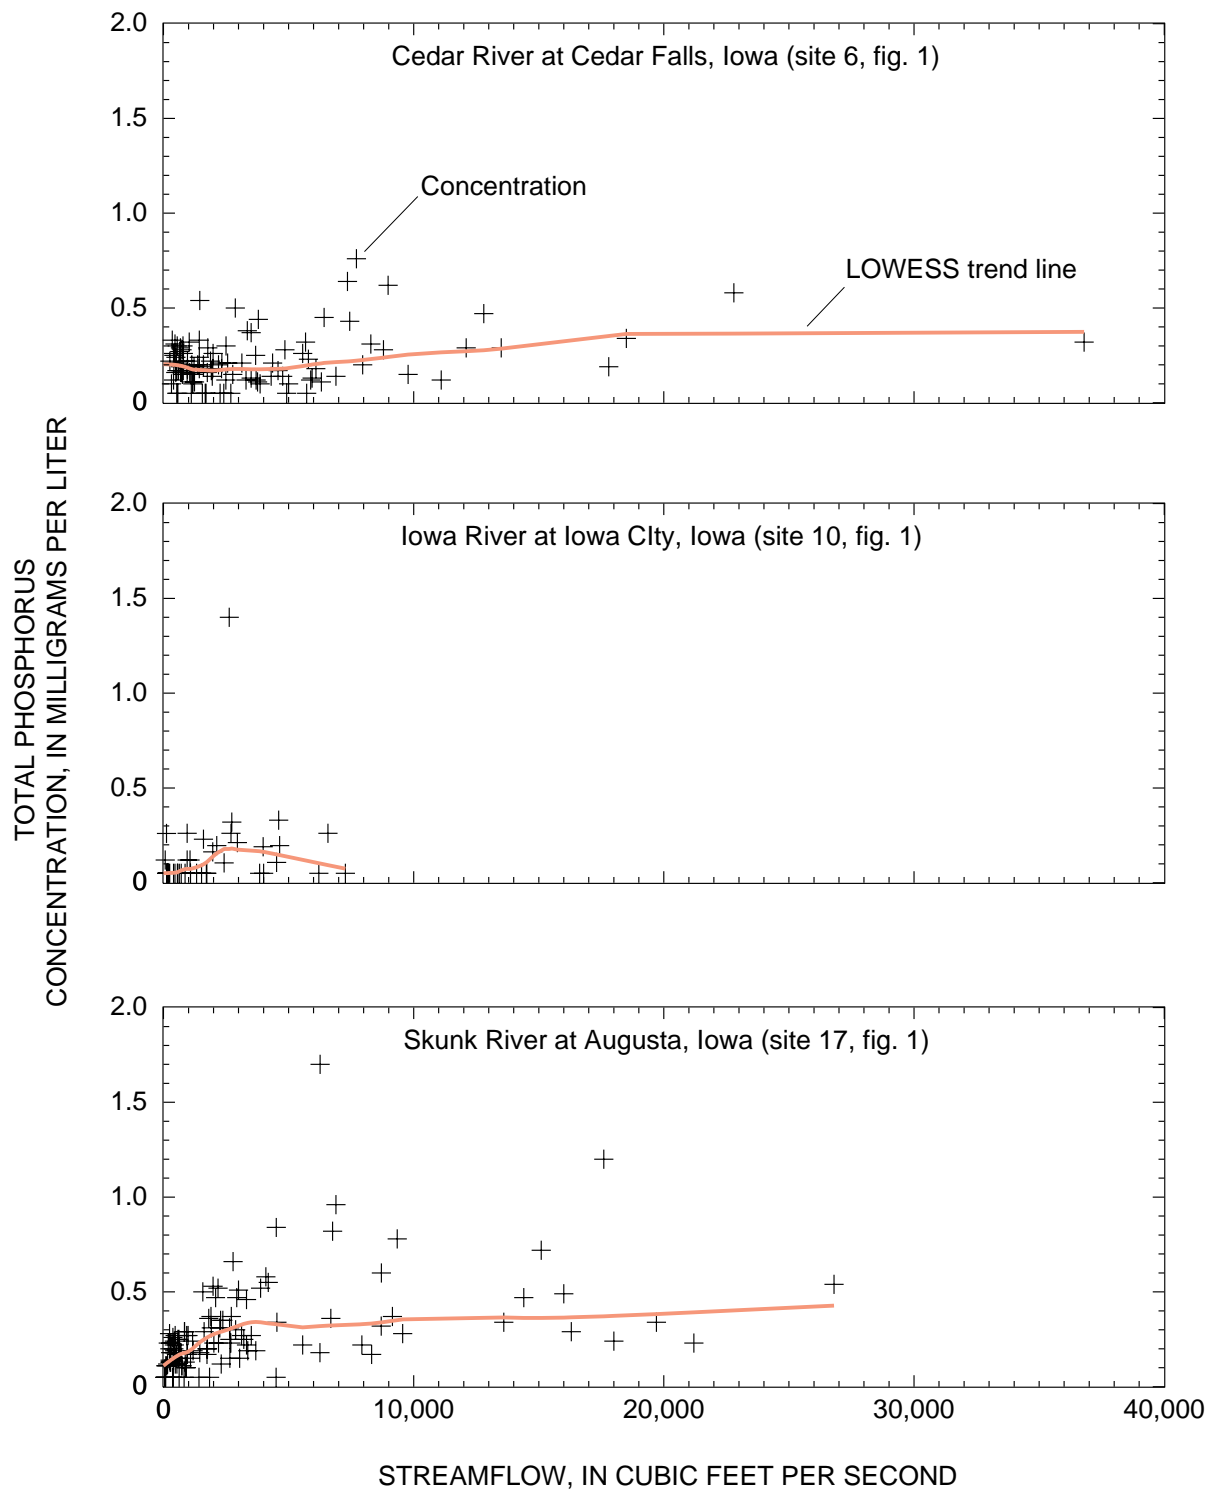 TOTAL PHOSPHORUS
CONCENTRATION, IN MILLIGRAMS PER LITER
2.0
Cedar River at Cedar Falls, Iowa (site 6, fig. 1)
1.5
Concentration
1.0
LOWESS trend line
0.5
0
2.0
Iowa River at Iowa CIty, Iowa (site 10, fig. 1)
1.5
1.0
0.5
0
2.0
Skunk River at Augusta, Iowa (site 17, fig. 1)
1.5
1.0
0.5
0
0 10,000 20,000 30,000 40,000
STREAMFLOW, IN CUBIC FEET PER SECOND